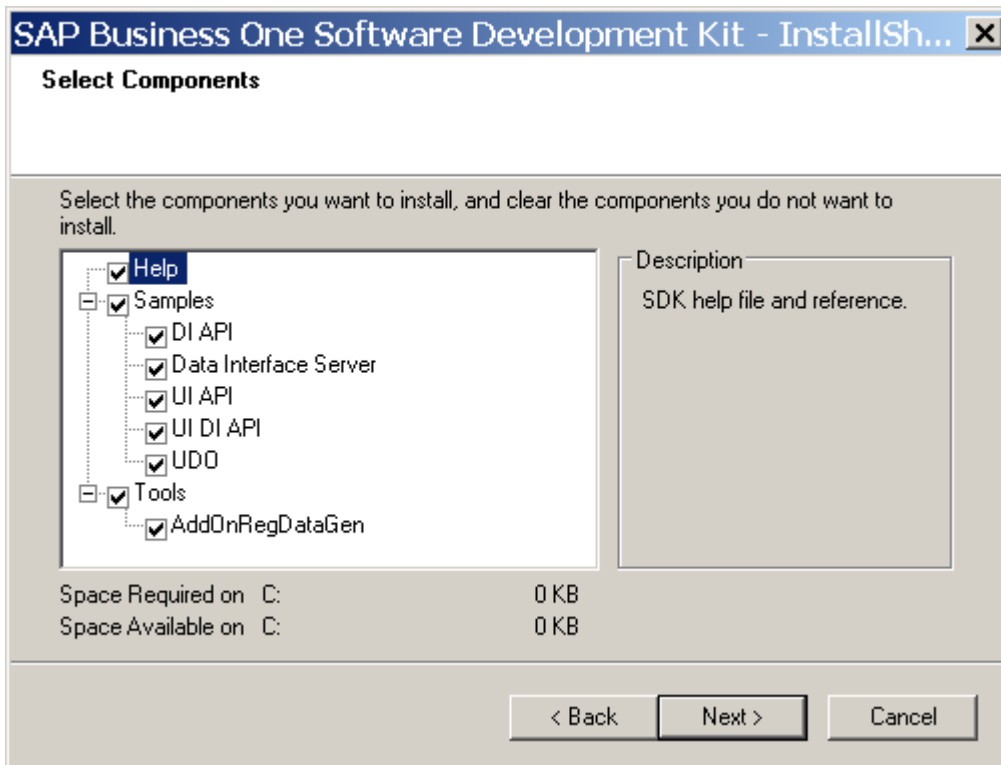 SAP Business One Software Development Kit - InstallSh...
Select Components
Select the components you want to install, and clear the components you do not want to
install.
Help
Description
Samples
SDK help file and reference.
DI API
Data Interface Server
UI API
UI DI API
UDO
Tools
AddOnRegDataGen
Space Required on C: 0 KB
Space Available on C: 0 KB
< Back Next > Cancel